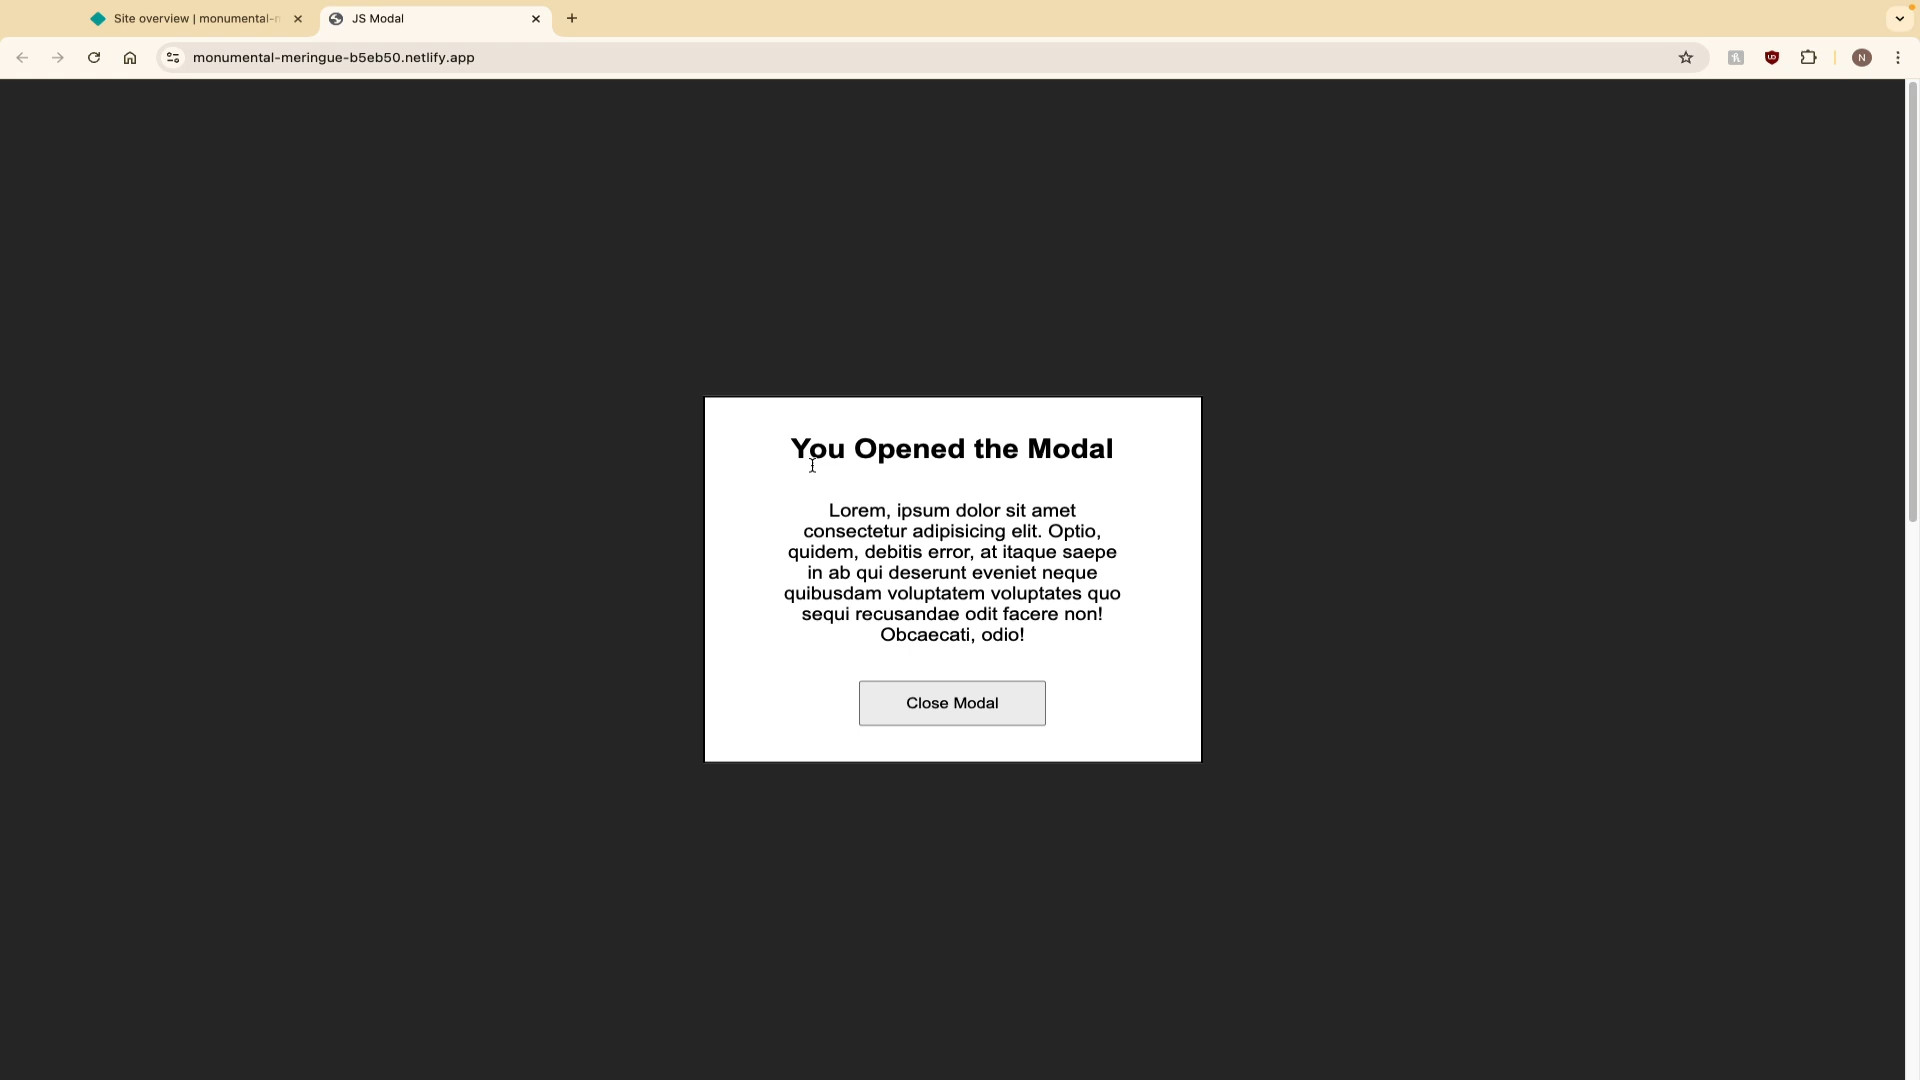 Site overview | monumental-
JS Modal
monumental-meringue-b5eb50.netlify.app
N
You Opened the Modal
Lorem, ipsum dolor sit amet
consectetur adipisicing elit. Optio,
quidem, debitis error, at itaque saepe
in ab qui deserunt eveniet neque
quibusdam voluptatem voluptates quo
sequi recusandae odit facere non!
Obcaecati, odio!
Close Modal